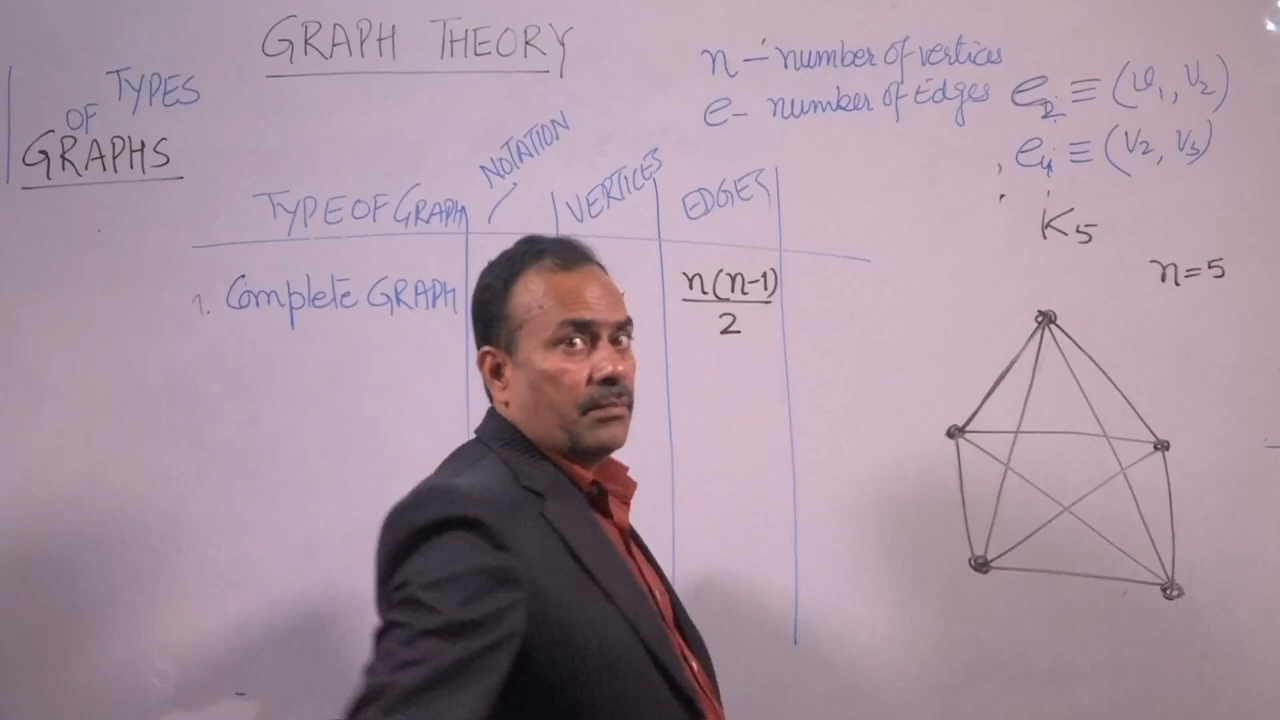 GRAPH THEORY
TYPES
OF
GRAPHS
n – number of vertices
e – number of Edges
e₂ ≡ (v₁, v₂)
e₄ ≡ (v₂, v₃)
TYPE OF GRAPH
NOTATION
VERTICES
EDGES
1. Complete GRAPH
n(n-1)
2
K₅
n=5